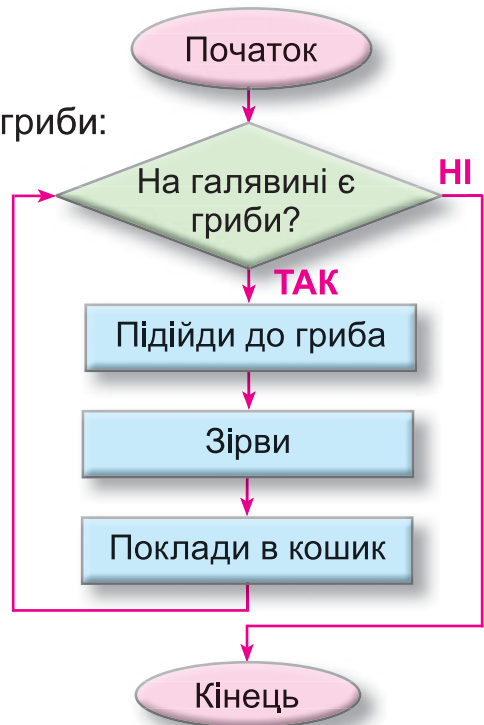 Початок
гриби:
На галявині є
гриби?
НІ
ТАК
Підійди до гриба
Зірви
Поклади в кошик
Кінець